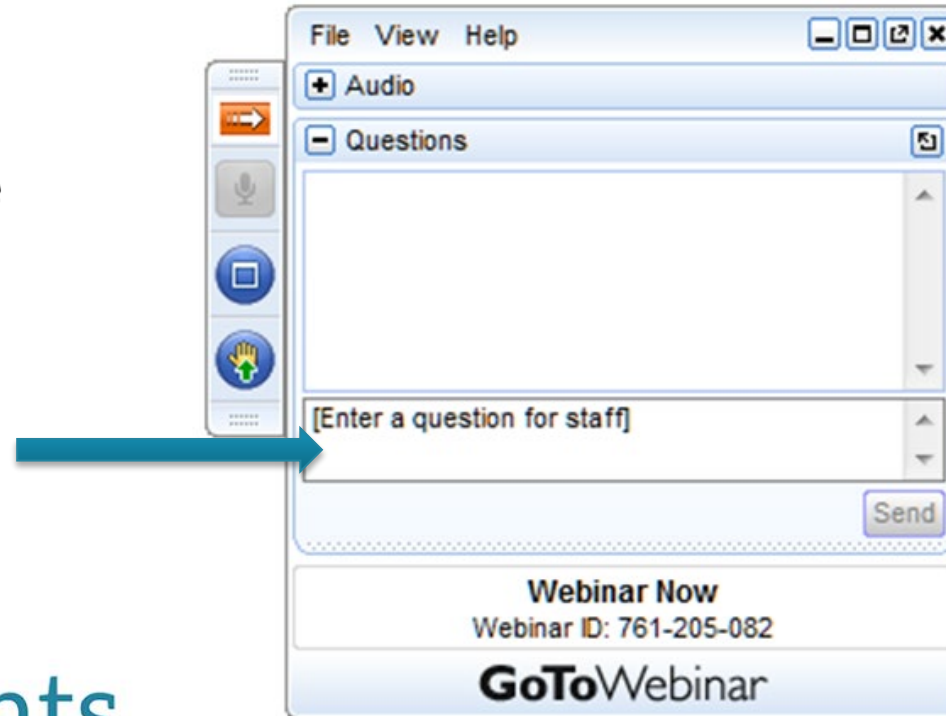 File View Help
Audio
Questions
[Enter a question for staff]
Send
Webinar Now
Webinar ID: 761-205-082
GoToWebinar